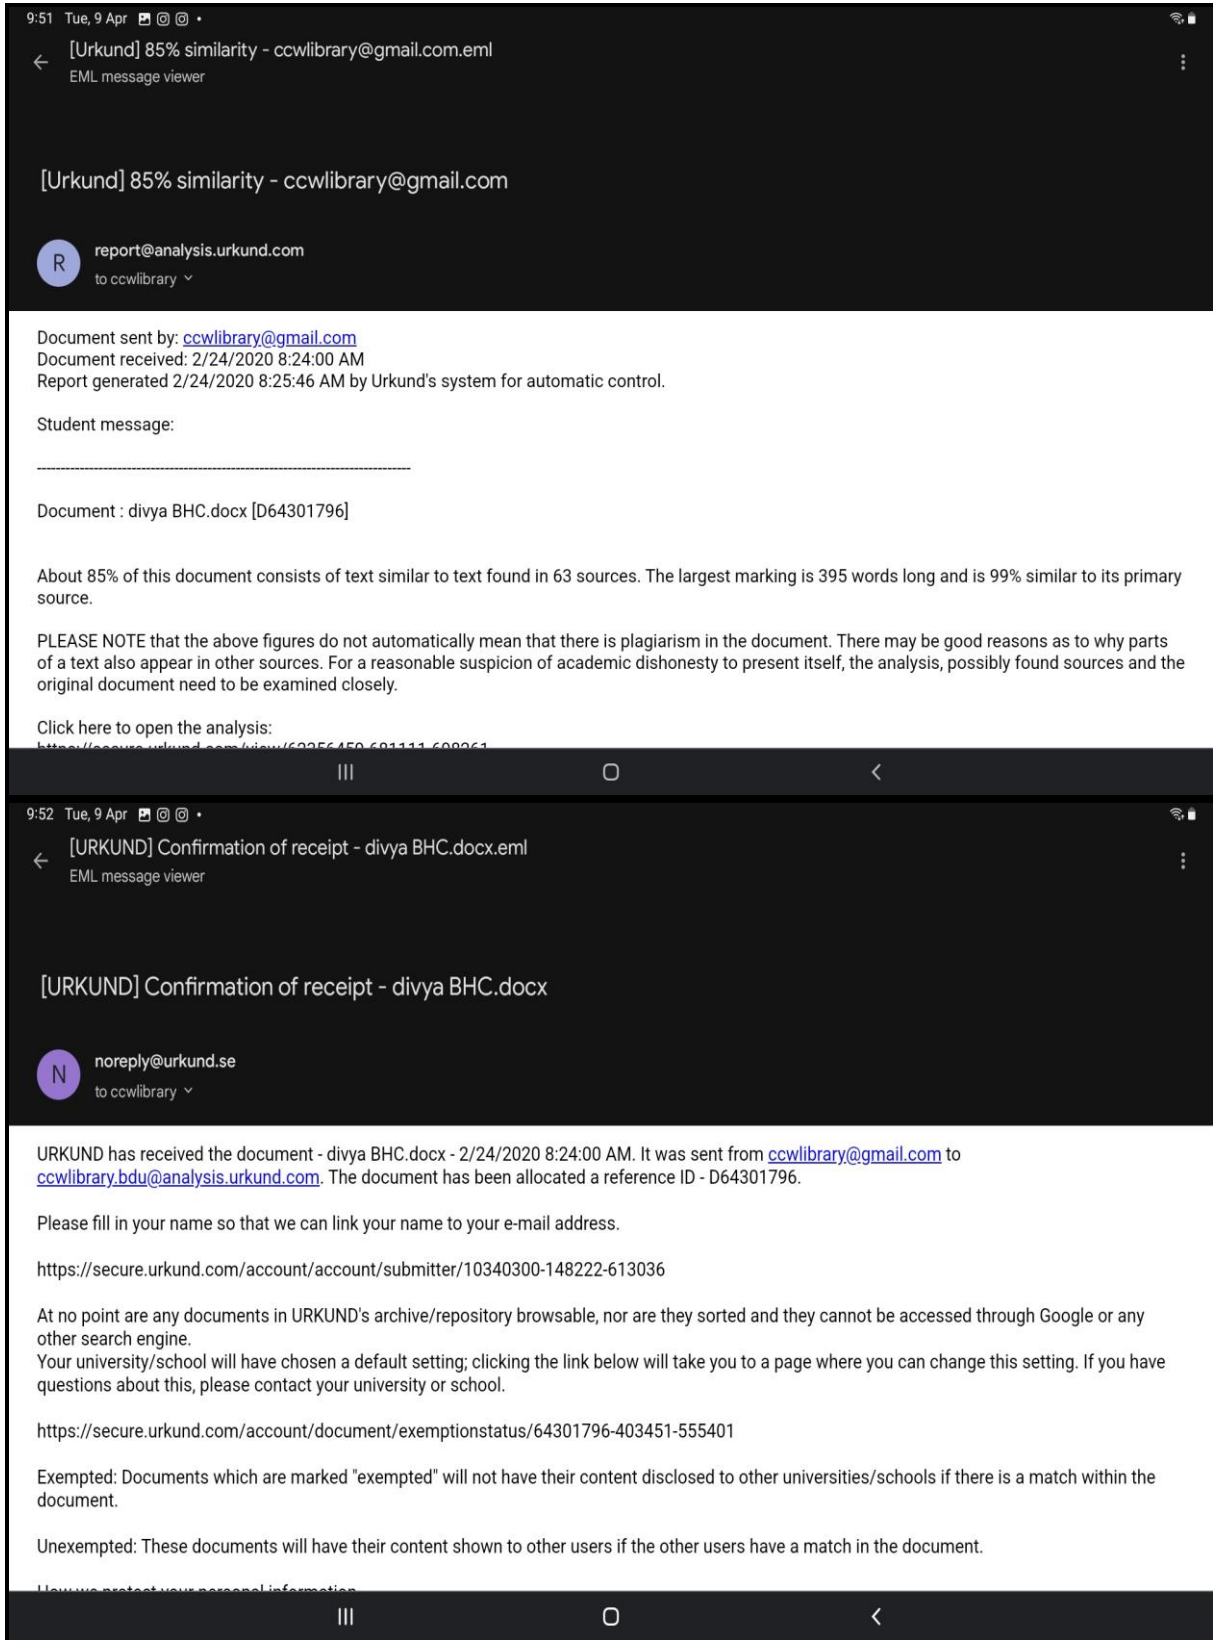 9:51 Tue, 9 Apr
[Urkund] 85% similarity - ccwlibrary@gmail.com.eml
EML message viewer
[Urkund] 85% similarity - ccwlibrary@gmail.com
R
report@analysis.urkund.com
to ccwlibrary
Document sent by: ccwlibrary@gmail.com
Document received: 2/24/2020 8:24:00 AM
Report generated 2/24/2020 8:25:46 AM by Urkund's system for automatic control.
Student message:
--------------------------------------------------------------------------------
Document : divya BHC.docx [D64301796]
About 85% of this document consists of text similar to text found in 63 sources. The largest marking is 395 words long and is 99% similar to its primary
source.
PLEASE NOTE that the above figures do not automatically mean that there is plagiarism in the document. There may be good reasons as to why parts
of a text also appear in other sources. For a reasonable suspicion of academic dishonesty to present itself, the analysis, possibly found sources and the
original document need to be examined closely.
Click here to open the analysis:
9:52 Tue, 9 Apr
[URKUND] Confirmation of receipt - divya BHC.docx.eml
EML message viewer
[URKUND] Confirmation of receipt - divya BHC.docx
N
noreply@urkund.se
to ccwlibrary
URKUND has received the document - divya BHC.docx - 2/24/2020 8:24:00 AM. It was sent from ccwlibrary@gmail.com to
ccwlibrary.bdu@analysis.urkund.com. The document has been allocated a reference ID - D64301796.
Please fill in your name so that we can link your name to your e-mail address.
https://secure.urkund.com/account/account/submitter/10340300-148222-613036
At no point are any documents in URKUND's archive/repository browsable, nor are they sorted and they cannot be accessed through Google or any
other search engine.
Your university/school will have chosen a default setting; clicking the link below will take you to a page where you can change this setting. If you have
questions about this, please contact your university or school.
https://secure.urkund.com/account/document/exemptionstatus/64301796-403451-555401
Exempted: Documents which are marked "exempted" will not have their content disclosed to other universities/schools if there is a match within the
document.
Unexempted: These documents will have their content shown to other users if the other users have a match in the document.
How we protect your personal information